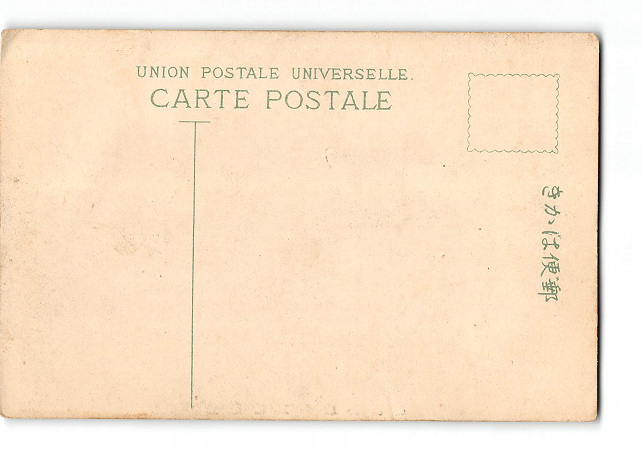 UNION POSTALE UNIVERSELLE.
CARTE POSTALE
きかは便郵